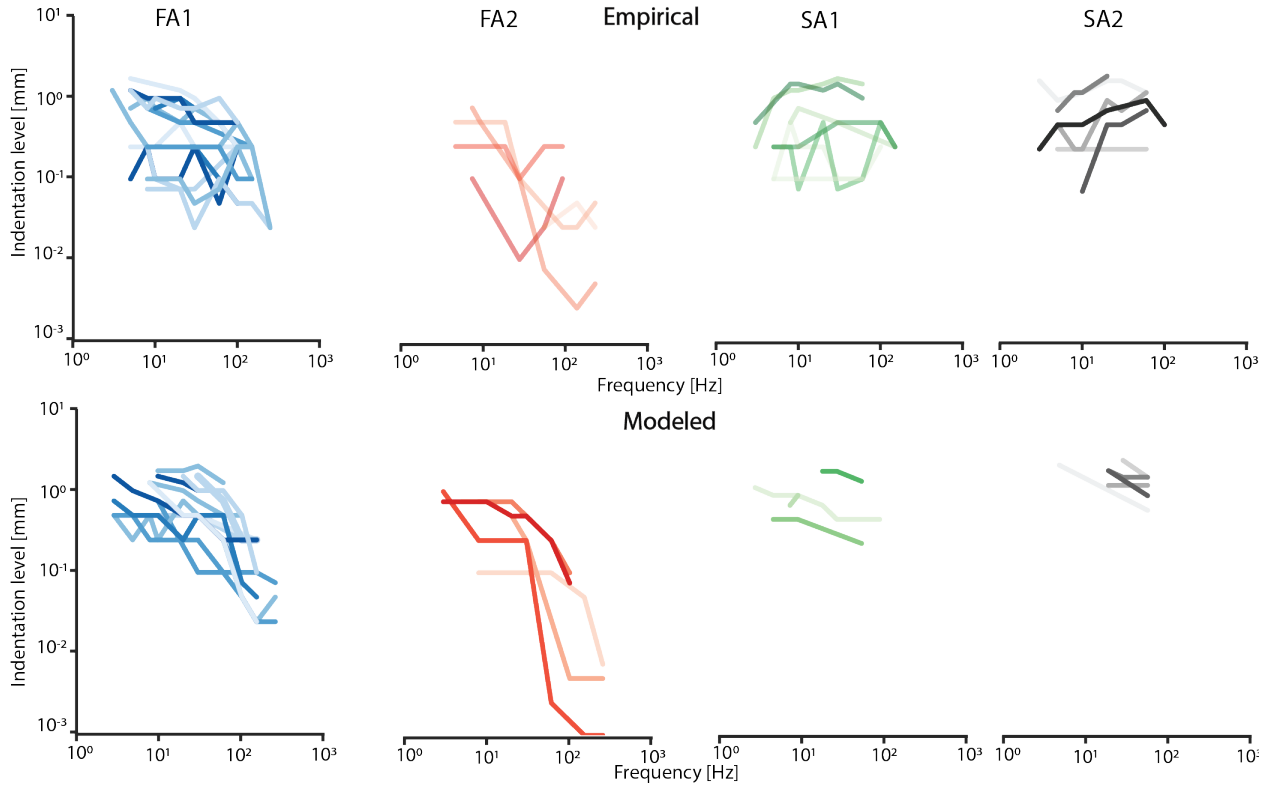 FA1 FA2 Empirical SA1 SA2
Indentation level [mm]
10¹
10⁰
10⁻¹
10⁻²
10⁻³
10⁰ 10¹ 10² 10³ 10⁰ 10¹ 10² 10³ 10⁰ 10¹ 10² 10³ 10⁰ 10¹ 10² 10³
Frequency [Hz]
Modeled
Indentation level [mm]
10¹
10⁰
10⁻¹
10⁻²
10⁻³
10⁰ 10¹ 10² 10³ 10⁰ 10¹ 10² 10³ 10⁰ 10¹ 10² 10³ 10⁰ 10¹ 10² 10³
Frequency [Hz]